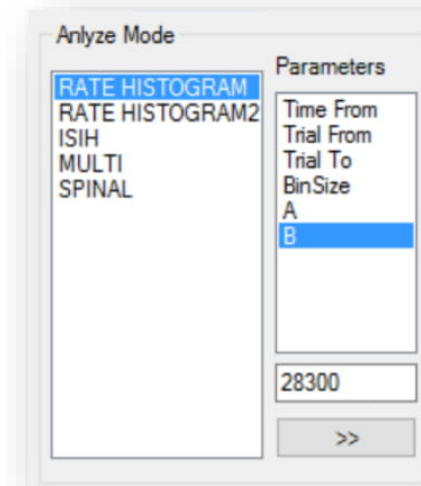 Anlyze Mode
RATE HISTOGRAM
RATE HISTOGRAM2
ISIH
MULTI
SPINAL
Parameters
Time From
Trial From
Trial To
BinSize
A
B
28300
>>